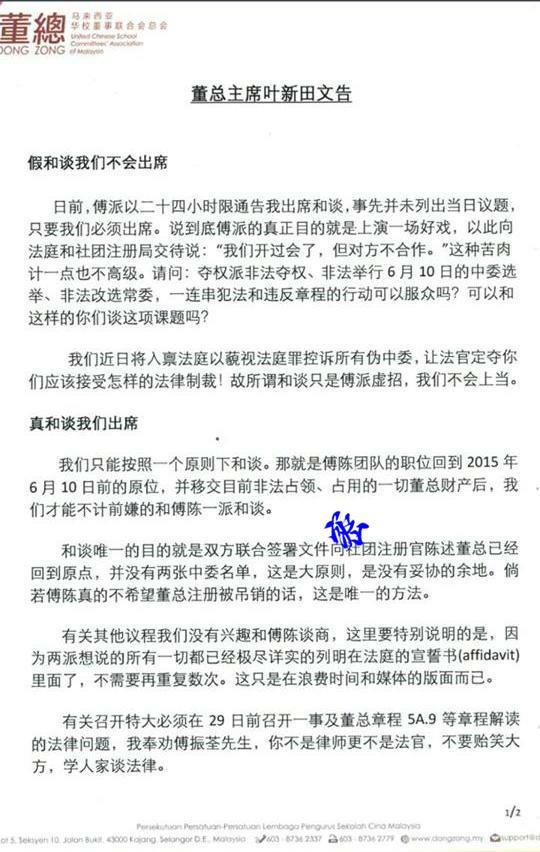 董總
DONG ZONG
马来西亚
华校董事联合会总会
United Chinese School
Committees' Association
of Malaysia
董总主席叶新田文告
假和谈我们不会出席
日前,傅派以二十四小时限通告我出席和谈,事先并未列出当日议题,
只要我们必须出席。说到底傅派的真正目的就是上演一场好戏,以此向
法庭和社团注册局交待说:“我们开过会了,但对方不合作。”这种苦肉
计一点也不高级。请问:夺权派非法夺权、非法举行 6 月 10 日的中委选
举、非法改选常委,一连串犯法和违反章程的行动可以服众吗?可以和
这样的你们谈这项课题吗?
我们近日将入禀法庭以藐视法庭罪控诉所有伪中委,让法官定夺你
们应该接受怎样的法律制裁!故所谓和谈只是傅派虚招,我们不会上当。
真和谈我们出席
我们只能按照一个原则下和谈。那就是傅陈团队的职位回到 2015 年
6 月 10 日前的原位,并移交目前非法占领、占用的一切董总财产后,我
们才能不计前嫌的和傅陈一派和谈。
和谈唯一的目的就是双方联合签署文件向社团注册官陈述董总已经
回到原点,并没有两张中委名单,这是大原则,是没有妥协的余地。倘
若傅陈真的不希望董总注册被吊销的话,这是唯一的方法。
有关其他议程我们没有兴趣和傅陈谈商,这里要特别说明的是,因
为两派想说的所有一切都已经极尽详实的列明在法庭的宣誓书(affidavit)
里面了,不需要再重复数次。这只是在浪费时间和媒体的版面而已。
有关召开特大必须在 29 日前召开一事及董总章程 5A.9 等章程解读
的法律问题,我奉劝傅振荃先生,你不是律师更不是法官,不要贻笑大
方,学人家谈法律。
1/2
Persekutuan Persatuan-Persatuan Lembaga Pengurus Sekolah Cina Malaysia
ot 5, Seksyen 10, Jalan Bukit, 43000 Kajang, Selangor D.E., Malaysia 603 - 8736 2337 603 - 8736 2779 www.dongzong.my support@d